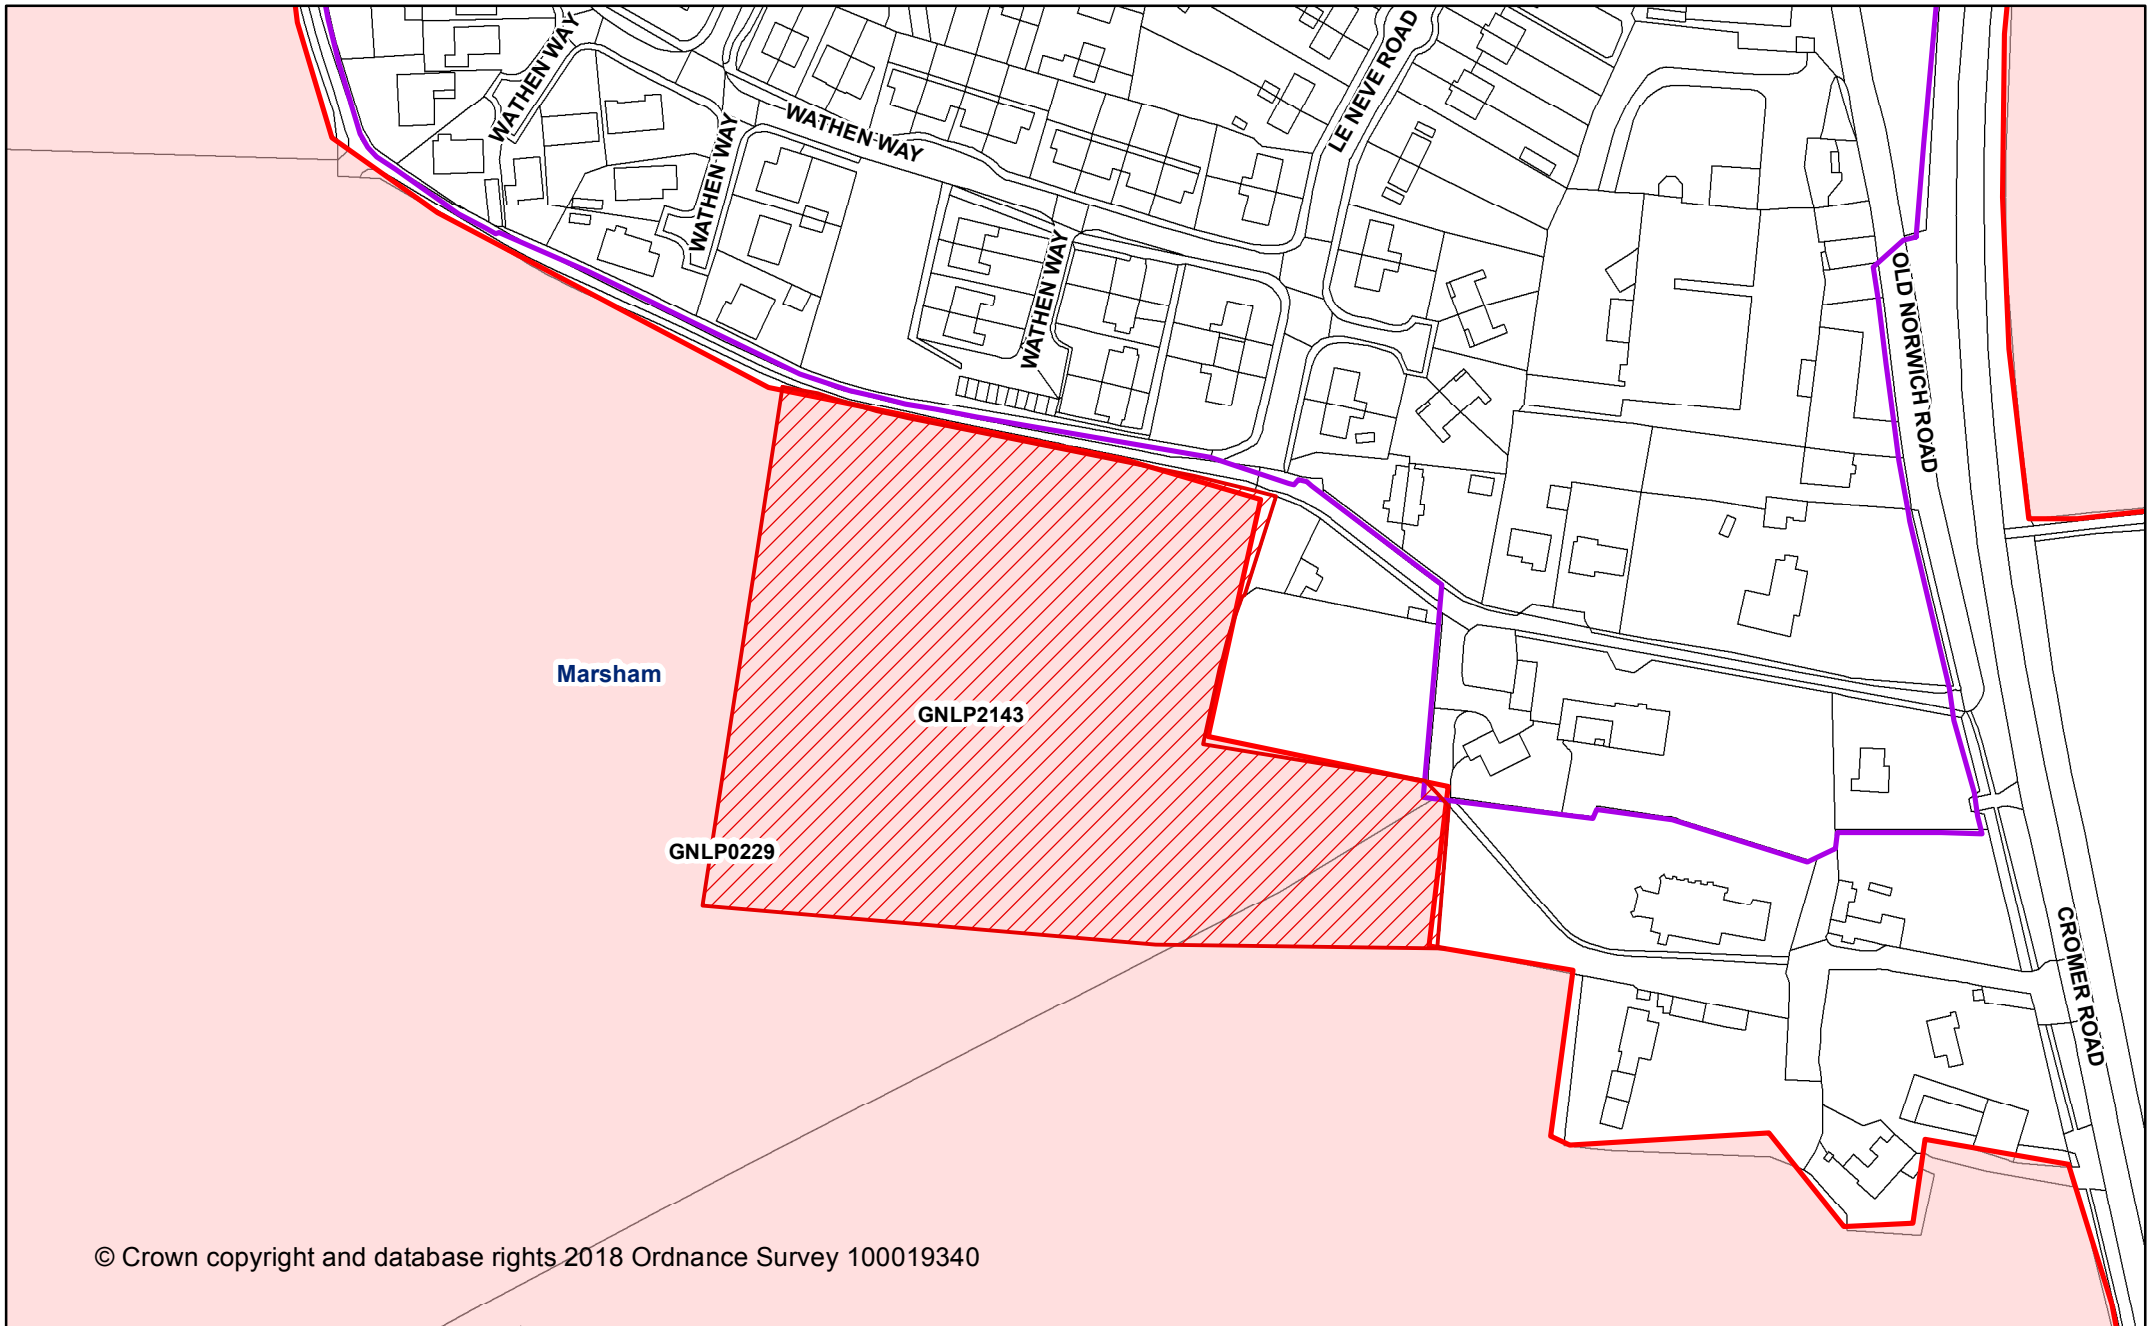 WATHEN WAY
LE NEVE ROAD
WATHEN WAY
WATHEN WAY
WATHEN WAY
OLD NORWICH ROAD
Marsham
GNLP2143
GNLP0229
CROMER ROAD
© Crown copyright and database rights 2018 Ordnance Survey 100019340